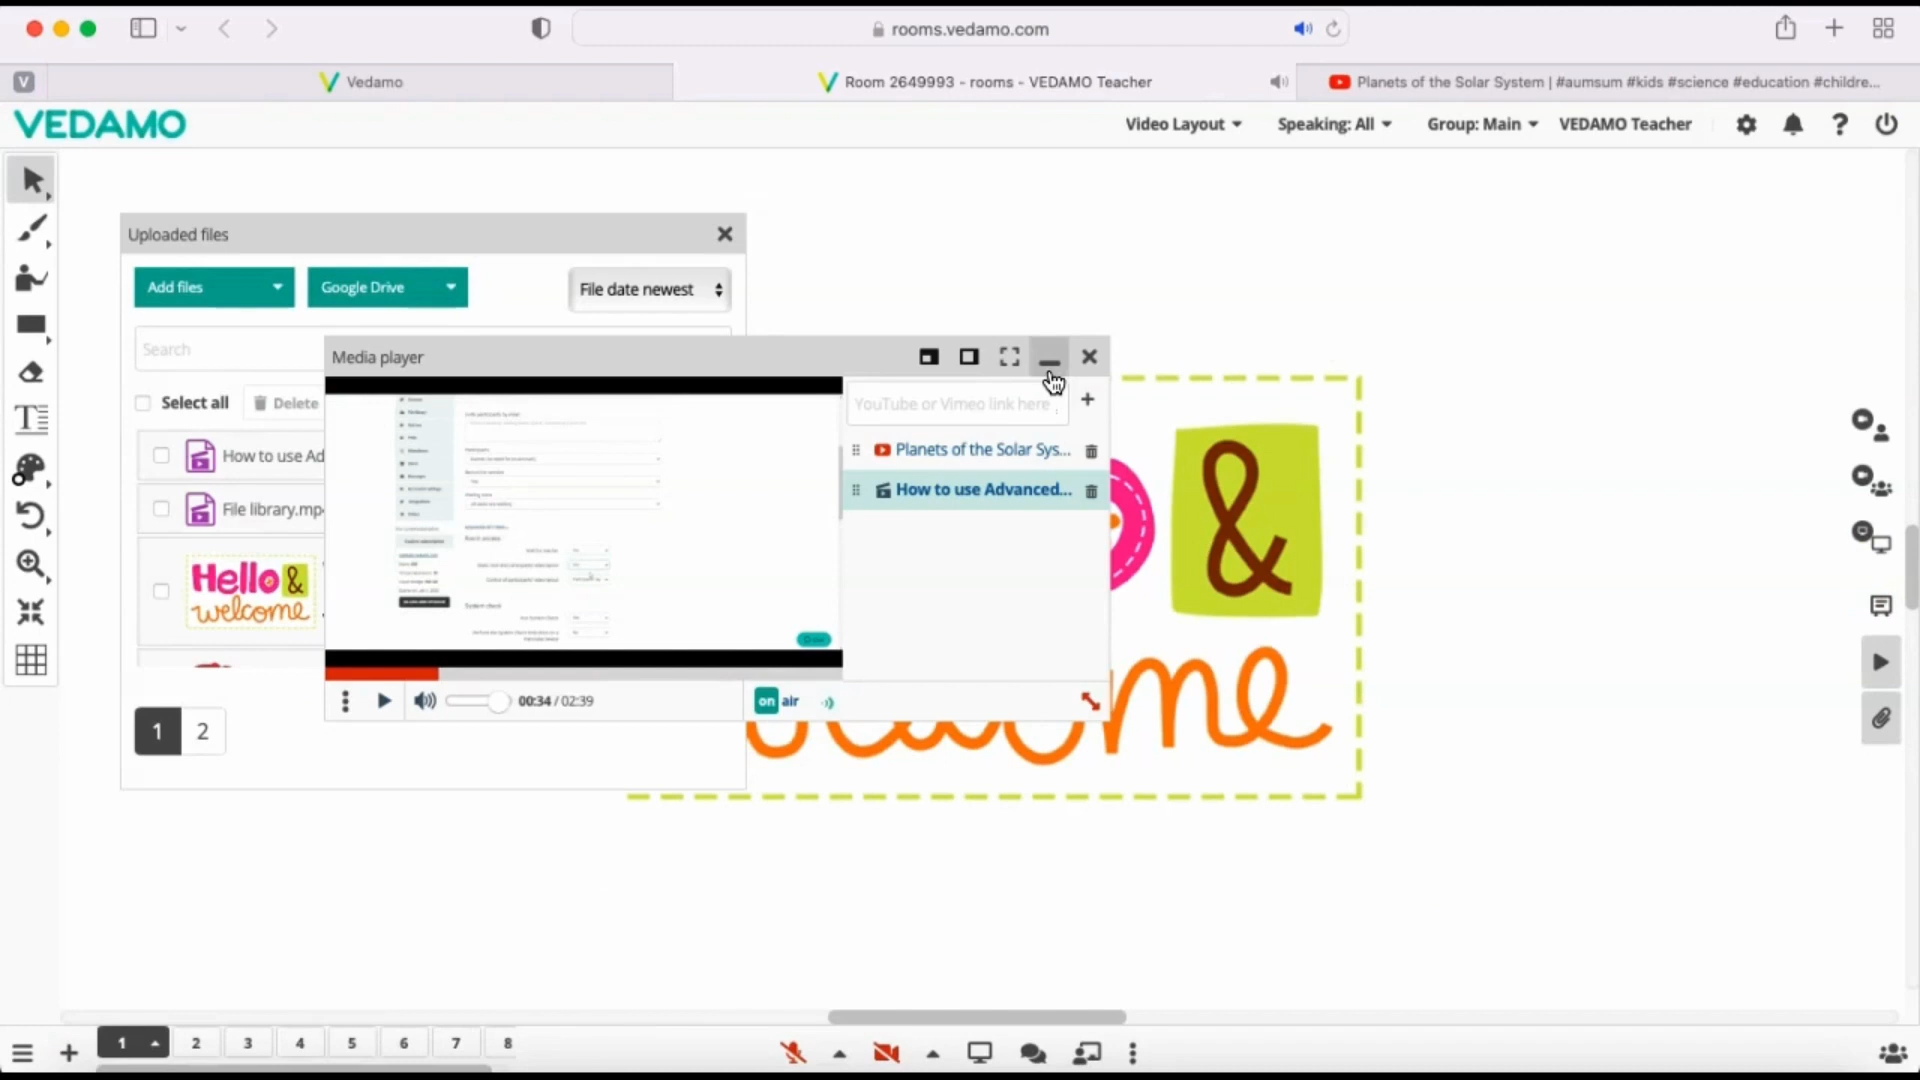 rooms.vedamo.com
V
Vedamo
Room 2649993 - rooms - VEDAMO Teacher
Planets of the Solar System | #aumsum #kids #science #education #childre...
VEDAMO
Video Layout
Speaking: All
Group: Main
VEDAMO Teacher
Uploaded files
Add files
Google Drive
File date newest
Search
Select all
Delete
How to use Ad
File library.mp
Hello &
welcome
1
2
Media player
YouTube or Vimeo link here
Planets of the Solar Sys...
How to use Advanced...
00:34 / 02:39
on air
&
1
2
3
4
5
6
7
8